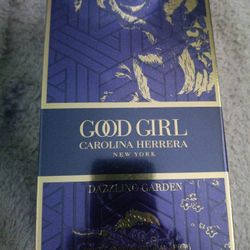 GOOD GIRL
CAROLINA HERRERA
NEW YORK
DAZZLING GARDEN